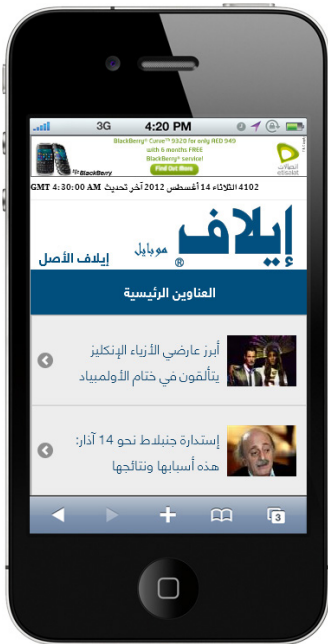 3G 4:20 PM
BlackBerry® Curve™ 9320 for only AED 949
with 6 months FREE
BlackBerry® service!
Find Out More
BlackBerry
اتصالات
etisalat
4102 الثلاثاء 14 أغسطس 2012 آخر تحديث GMT 4:30:00 AM
إيلاف®
موبايل
إيلاف الأصل
العناوين الرئيسية
أبرز عارضي الأزياء الإنكليز
يتألقون في ختام الأولمبياد
إستدارة جنبلاط نحو 14 آذار:
هذه أسبابها ونتائجها
3